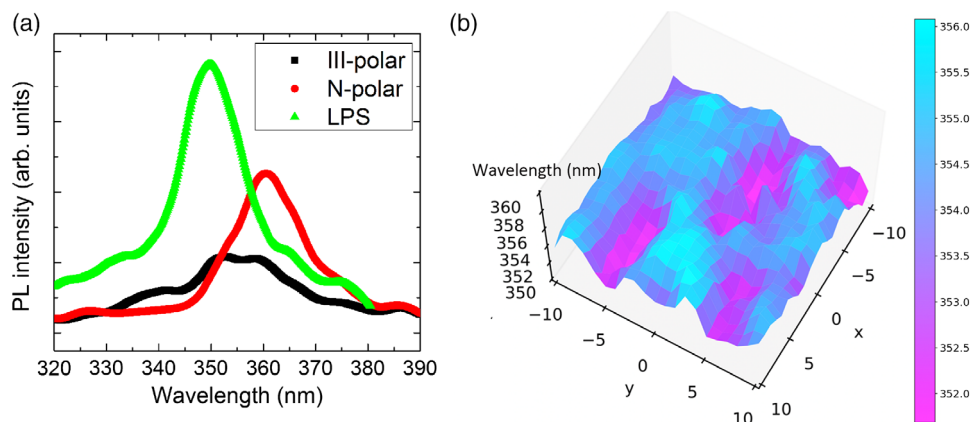 (a)
PL intensity (arb. units)
III-polar
N-polar
LPS
320 330 340 350 360 370 380 390
Wavelength (nm)
(b)
Wavelength (nm)
360
358
356
354
352
350
−10
−5
0
5
10
y
−10
−5
0
5
10
x
356.0
355.5
355.0
354.5
354.0
353.5
353.0
352.5
352.0